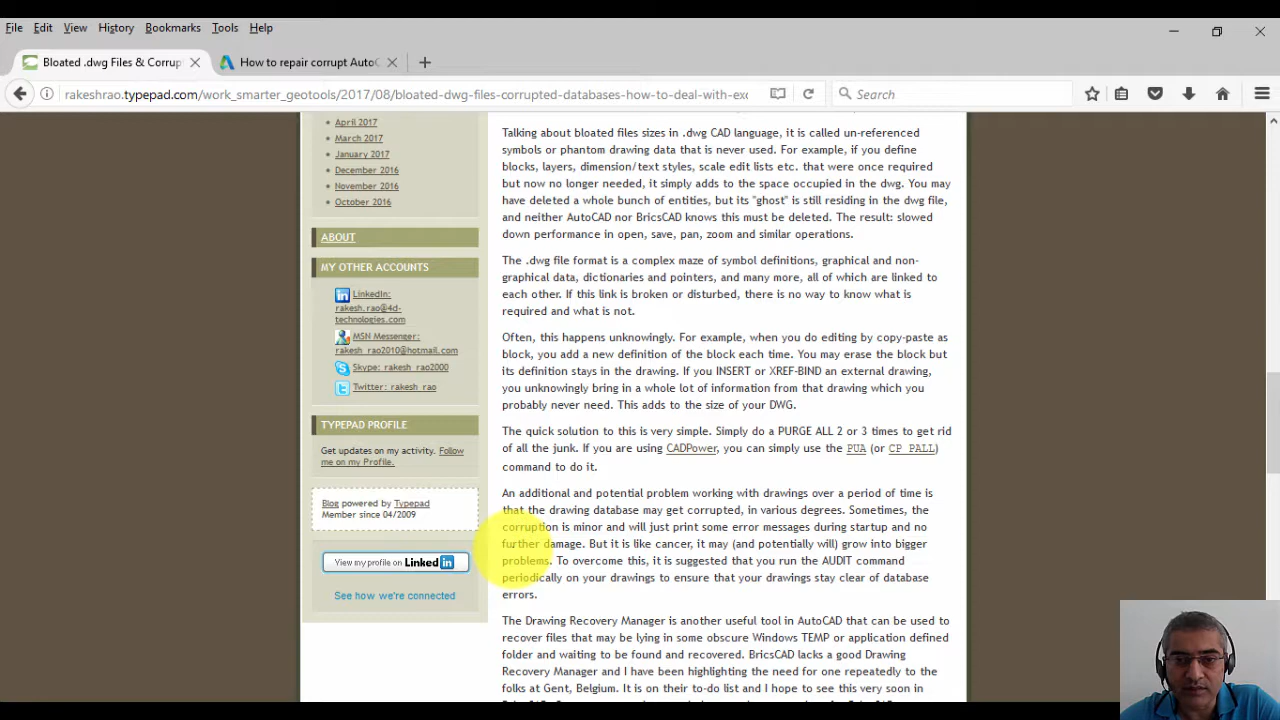 File Edit View History Bookmarks Tools Help
Bloated .dwg Files & Corrup
How to repair corrupt AutoC
rakeshrao.typepad.com/work_smarter_geotools/2017/08/bloated-dwg-files-corrupted-databases-how-to-deal-with-exc
Search
April 2017
March 2017
January 2017
December 2016
November 2016
October 2016
ABOUT
MY OTHER ACCOUNTS
LinkedIn:
rakesh.rao@4d-
technologies.com
MSN Messenger:
rakesh_rao2010@hotmail.com
Skype: rakesh_rao2000
Twitter: rakesh_rao
TYPEPAD PROFILE
Get updates on my activity. Follow
me on my Profile.
Blog powered by Typepad
Member since 04/2009
View my profile on Linked in
See how we're connected
Talking about bloated files sizes in .dwg CAD language, it is called un-referenced
symbols or phantom drawing data that is never used. For example, if you define
blocks, layers, dimension/text styles, scale edit lists etc. that were once required
but now no longer needed, it simply adds to the space occupied in the dwg. You may
have deleted a whole bunch of entities, but its "ghost" is still residing in the dwg file,
and neither AutoCAD nor BricsCAD knows this must be deleted. The result: slowed
down performance in open, save, pan, zoom and similar operations.
The .dwg file format is a complex maze of symbol definitions, graphical and non-
graphical data, dictionaries and pointers, and many more, all of which are linked to
each other. If this link is broken or disturbed, there is no way to know what is
required and what is not.
Often, this happens unknowingly. For example, when you do editing by copy-paste as
block, you add a new definition of the block each time. You may erase the block but
its definition stays in the drawing. If you INSERT or XREF-BIND an external drawing,
you unknowingly bring in a whole lot of information from that drawing which you
probably never need. This adds to the size of your DWG.
The quick solution to this is very simple. Simply do a PURGE ALL 2 or 3 times to get rid
of all the junk. If you are using CADPower, you can simply use the PUA (or CP_PALL)
command to do it.
An additional and potential problem working with drawings over a period of time is
that the drawing database may get corrupted, in various degrees. Sometimes, the
corruption is minor and will just print some error messages during startup and no
further damage. But it is like cancer, it may (and potentially will) grow into bigger
problems. To overcome this, it is suggested that you run the AUDIT command
periodically on your drawings to ensure that your drawings stay clear of database
errors.
The Drawing Recovery Manager is another useful tool in AutoCAD that can be used to
recover files that may be lying in some obscure Windows TEMP or application defined
folder and waiting to be found and recovered. BricsCAD lacks a good Drawing
Recovery Manager and I have been highlighting the need for one repeatedly to the
folks at Gent, Belgium. It is on their to-do list and I hope to see this very soon in